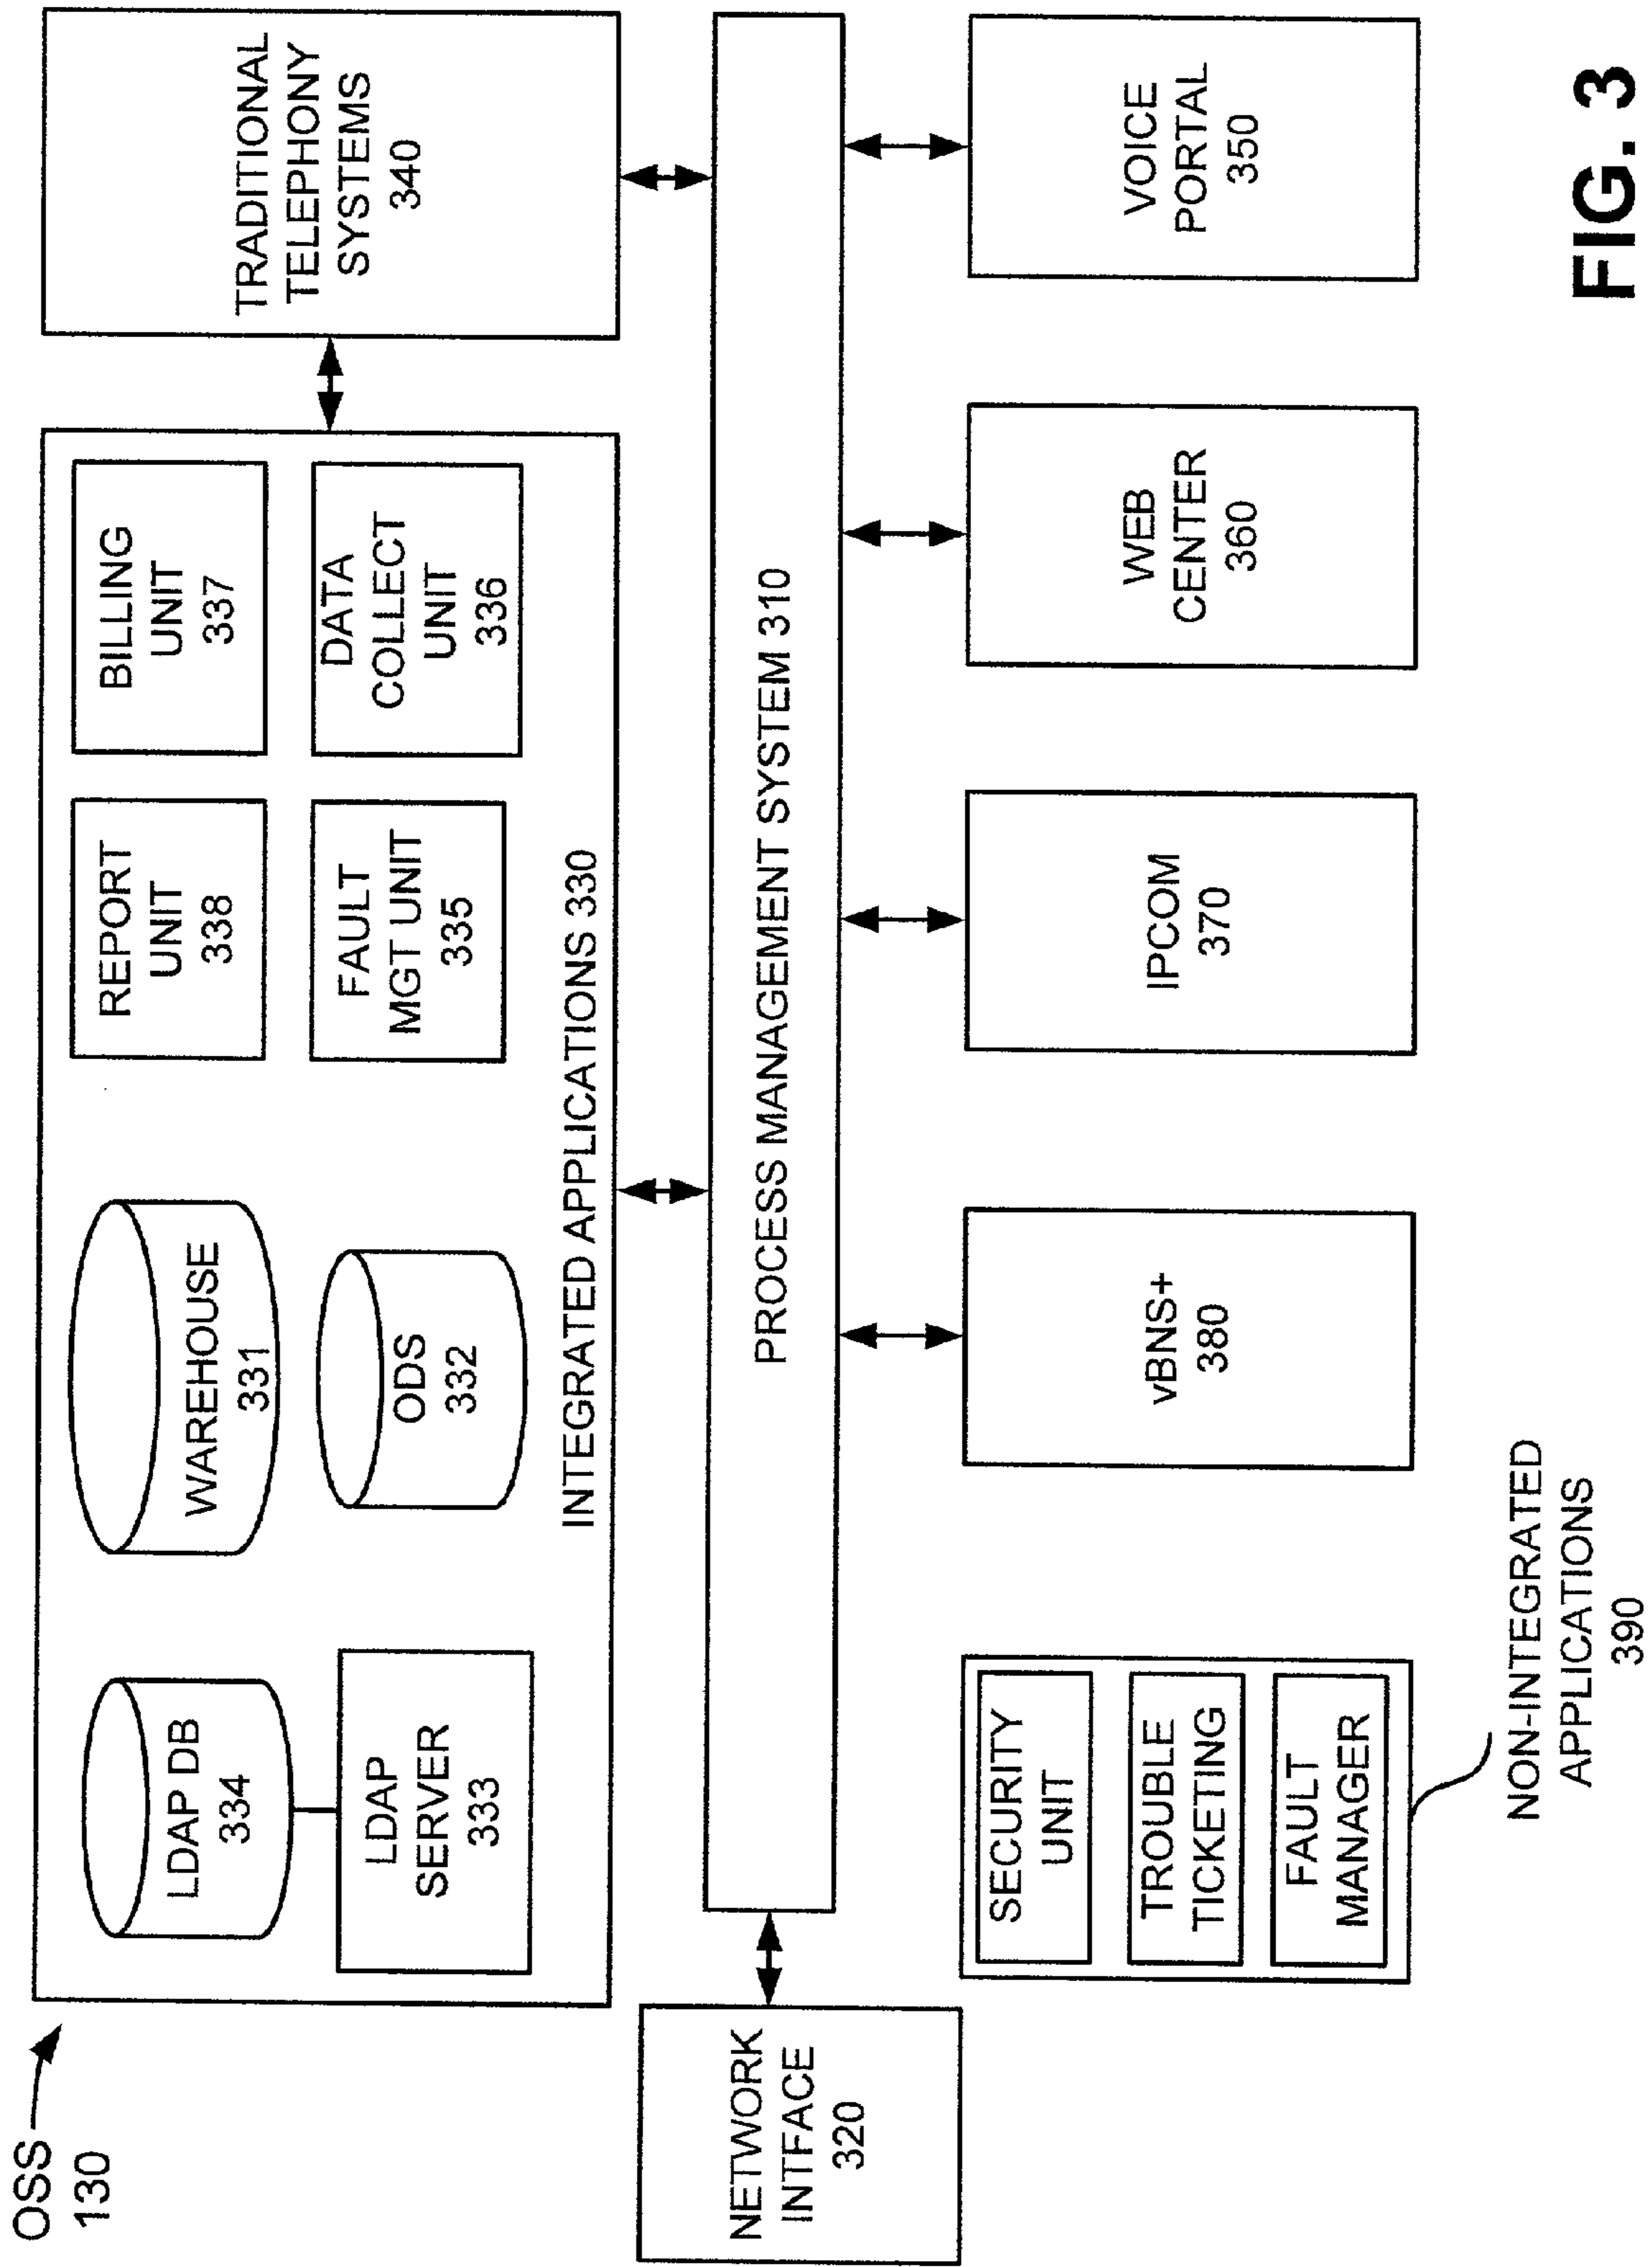 OSS
130
LDAP DB
334
LDAP
SERVER
333
WAREHOUSE
331
ODS
332
REPORT
UNIT
338
BILLING
UNIT
337
FAULT
MGT UNIT
335
DATA
COLLECT
UNIT
336
INTEGRATED APPLICATIONS 330
TRADITIONAL
TELEPHONY
SYSTEMS
340
NETWORK
INTFACE
320
PROCESS MANAGEMENT SYSTEM 310
SECURITY
UNIT
TROUBLE
TICKETING
FAULT
MANAGER
NON-INTEGRATED
APPLICATIONS
390
vBNS+
380
IPCOM
370
WEB
CENTER
360
VOICE
PORTAL
350
FIG. 3